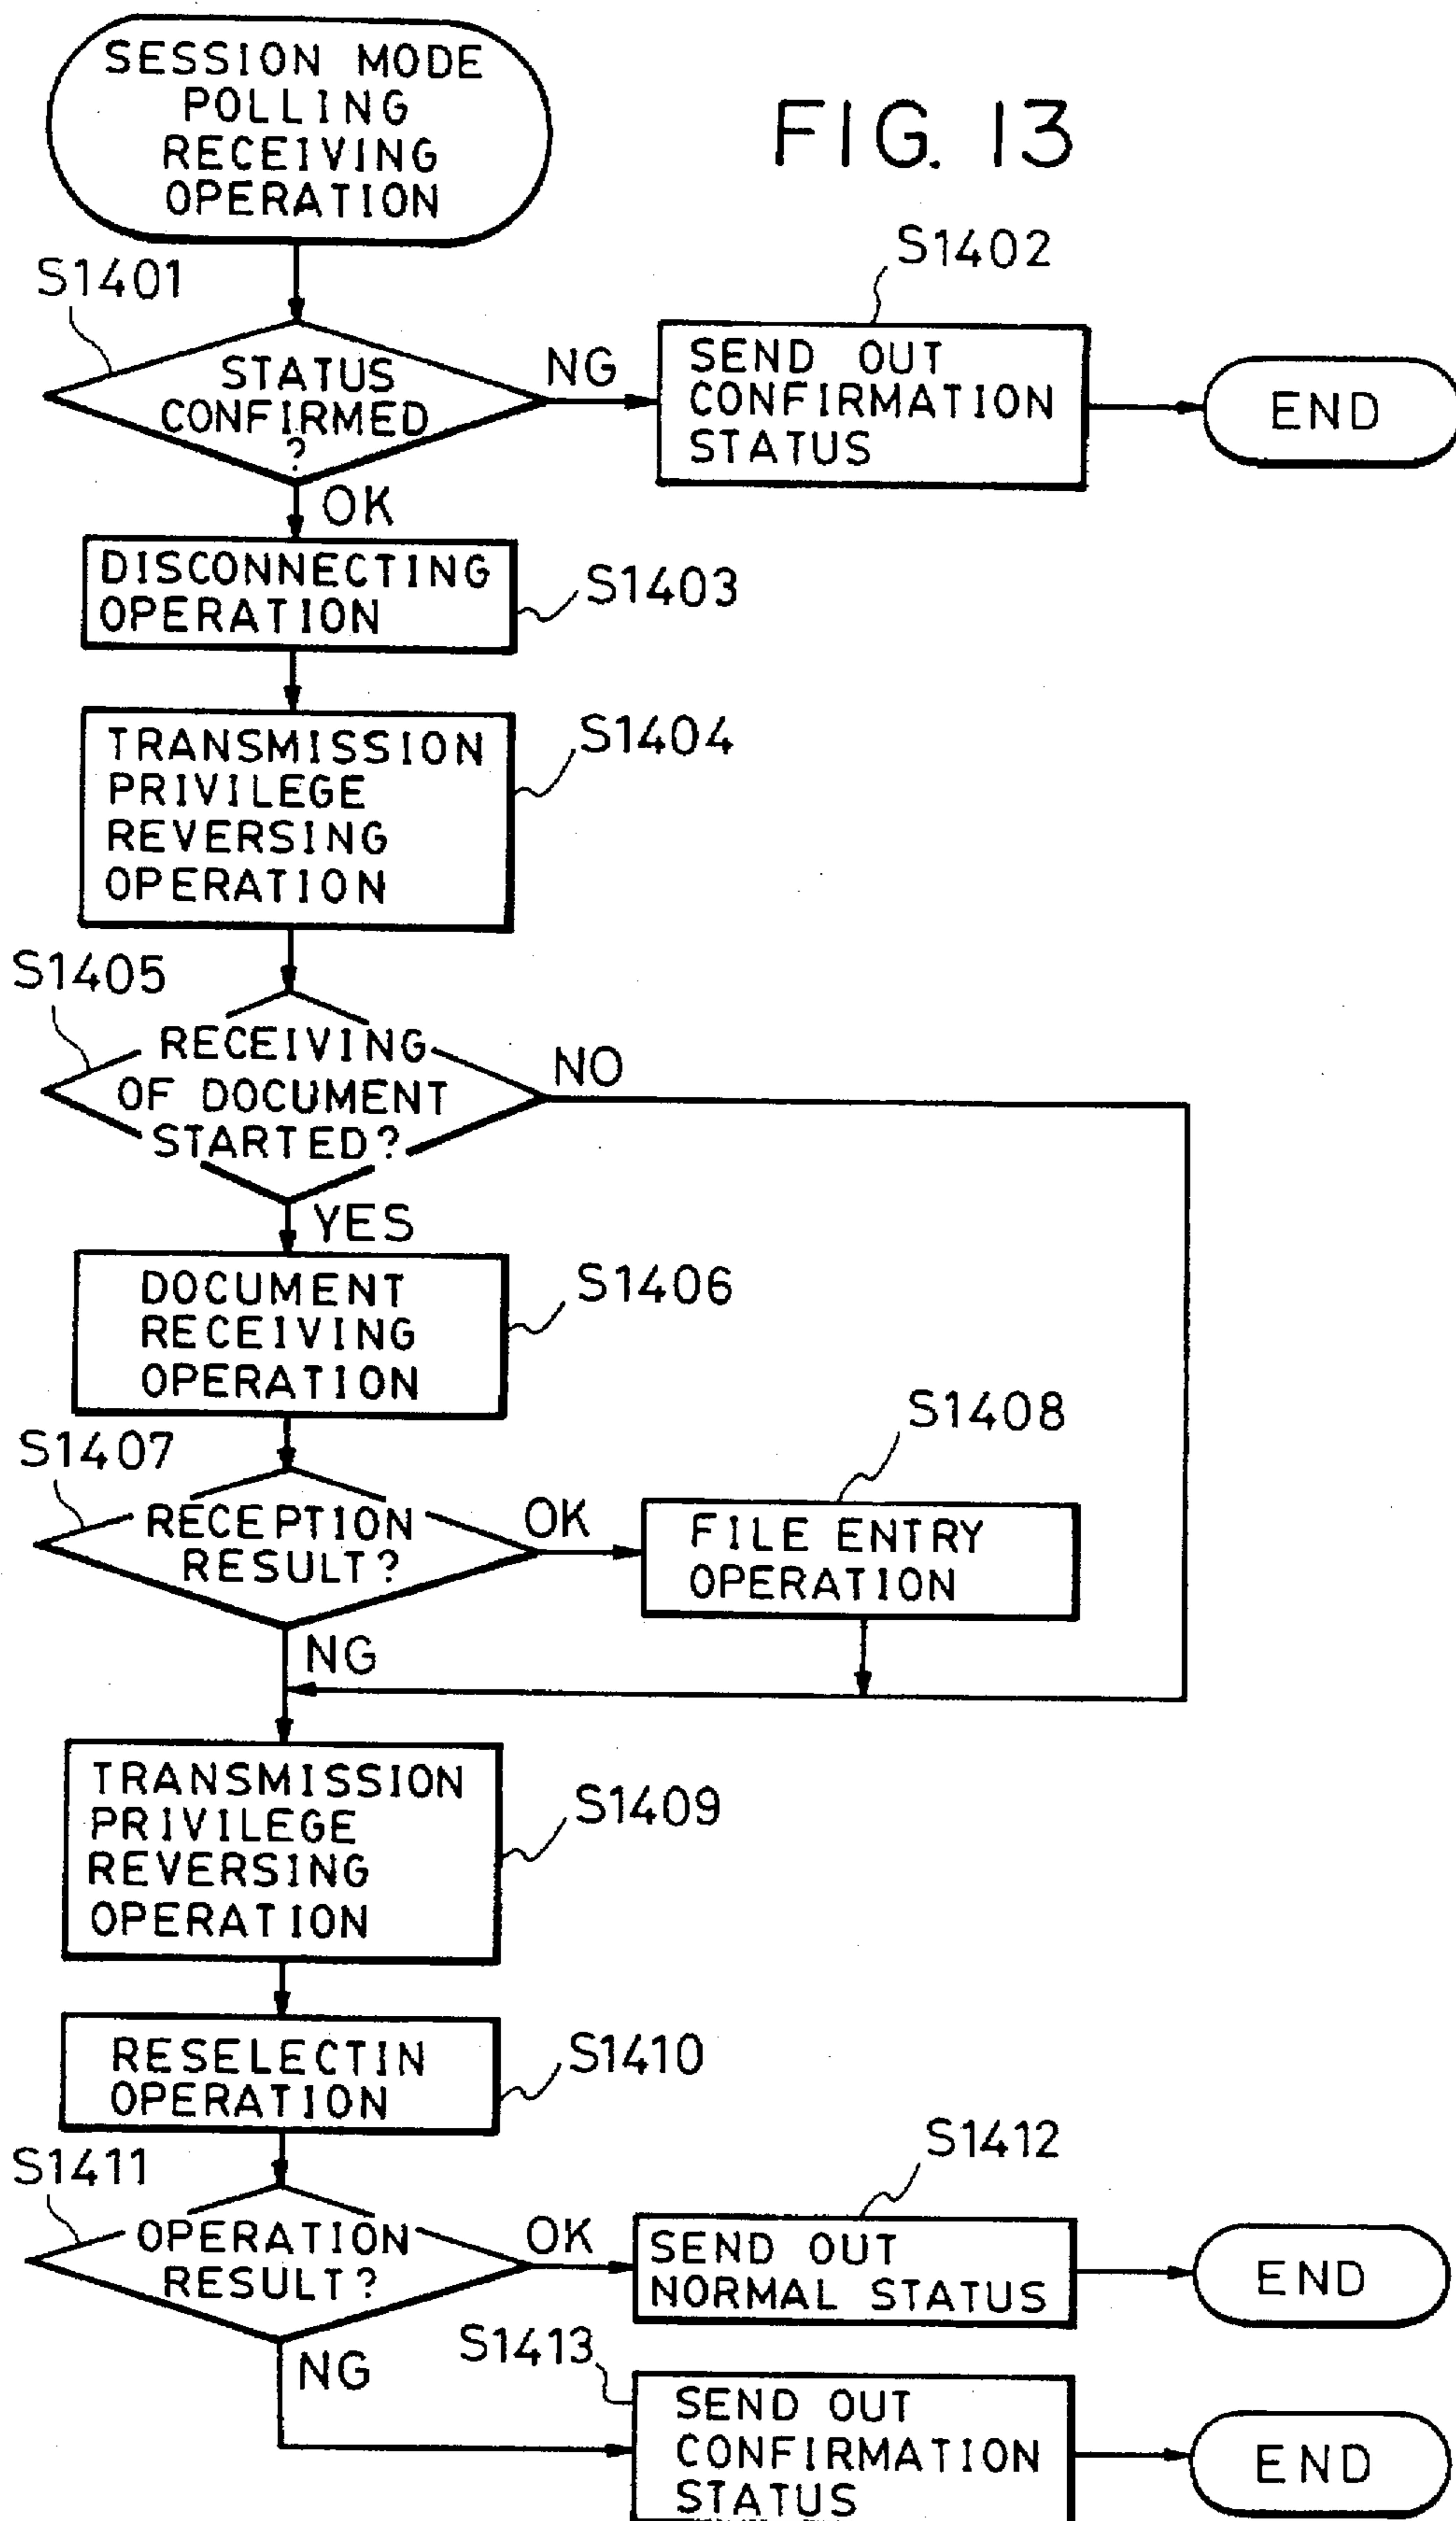 SESSION MODE
POLLING
RECEIVING
OPERATION
FIG. 13
S1401
S1402
STATUS
CONFIRMED
?
NG
SEND OUT
CONFIRMATION
STATUS
END
OK
DISCONNECTING
OPERATION
S1403
TRANSMISSION
PRIVILEGE
REVERSING
OPERATION
S1404
S1405
RECEIVING
OF DOCUMENT
STARTED?
NO
YES
DOCUMENT
RECEIVING
OPERATION
S1406
S1407
RECEPTION
RESULT?
OK
S1408
FILE ENTRY
OPERATION
NG
TRANSMISSION
PRIVILEGE
REVERSING
OPERATION
S1409
RESELECTIN
OPERATION
S1410
S1411
OPERATION
RESULT?
OK
S1412
SEND OUT
NORMAL STATUS
END
NG
S1413
SEND OUT
CONFIRMATION
STATUS
END